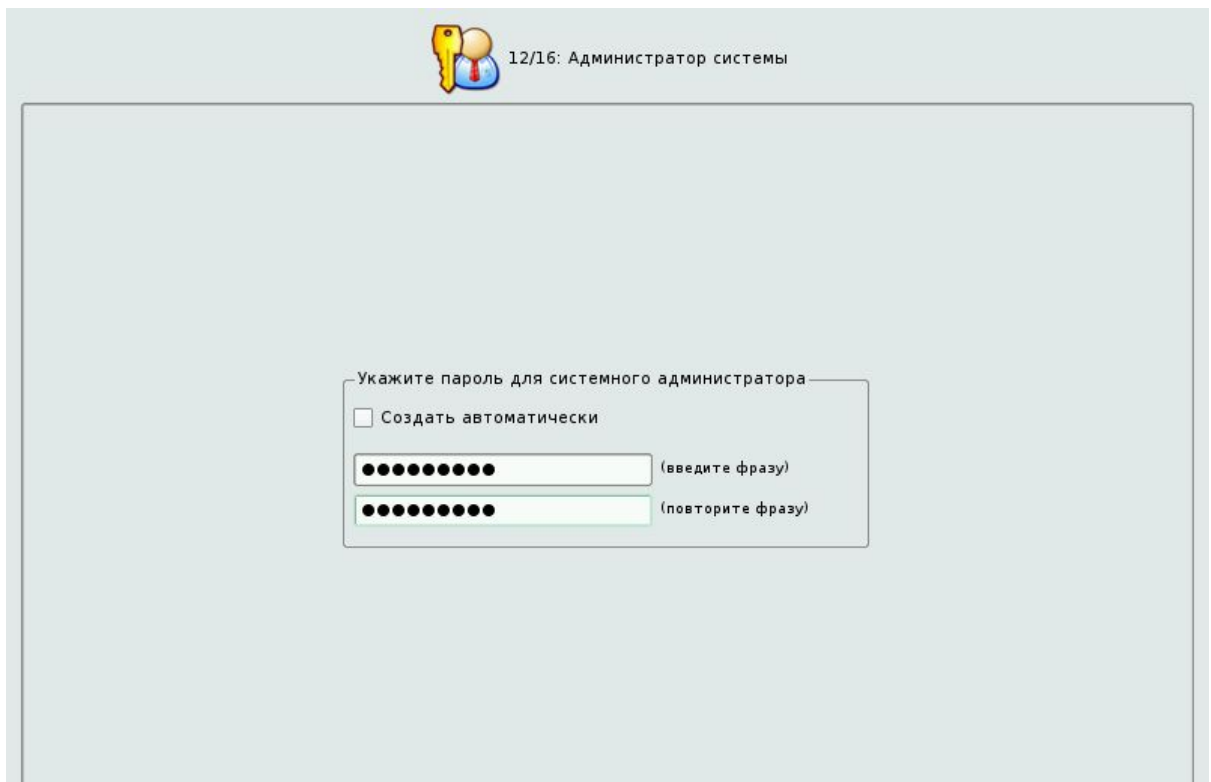 12/16: Администратор системы
Укажите пароль для системного администратора
Создать автоматически
(введите фразу)
(повторите фразу)